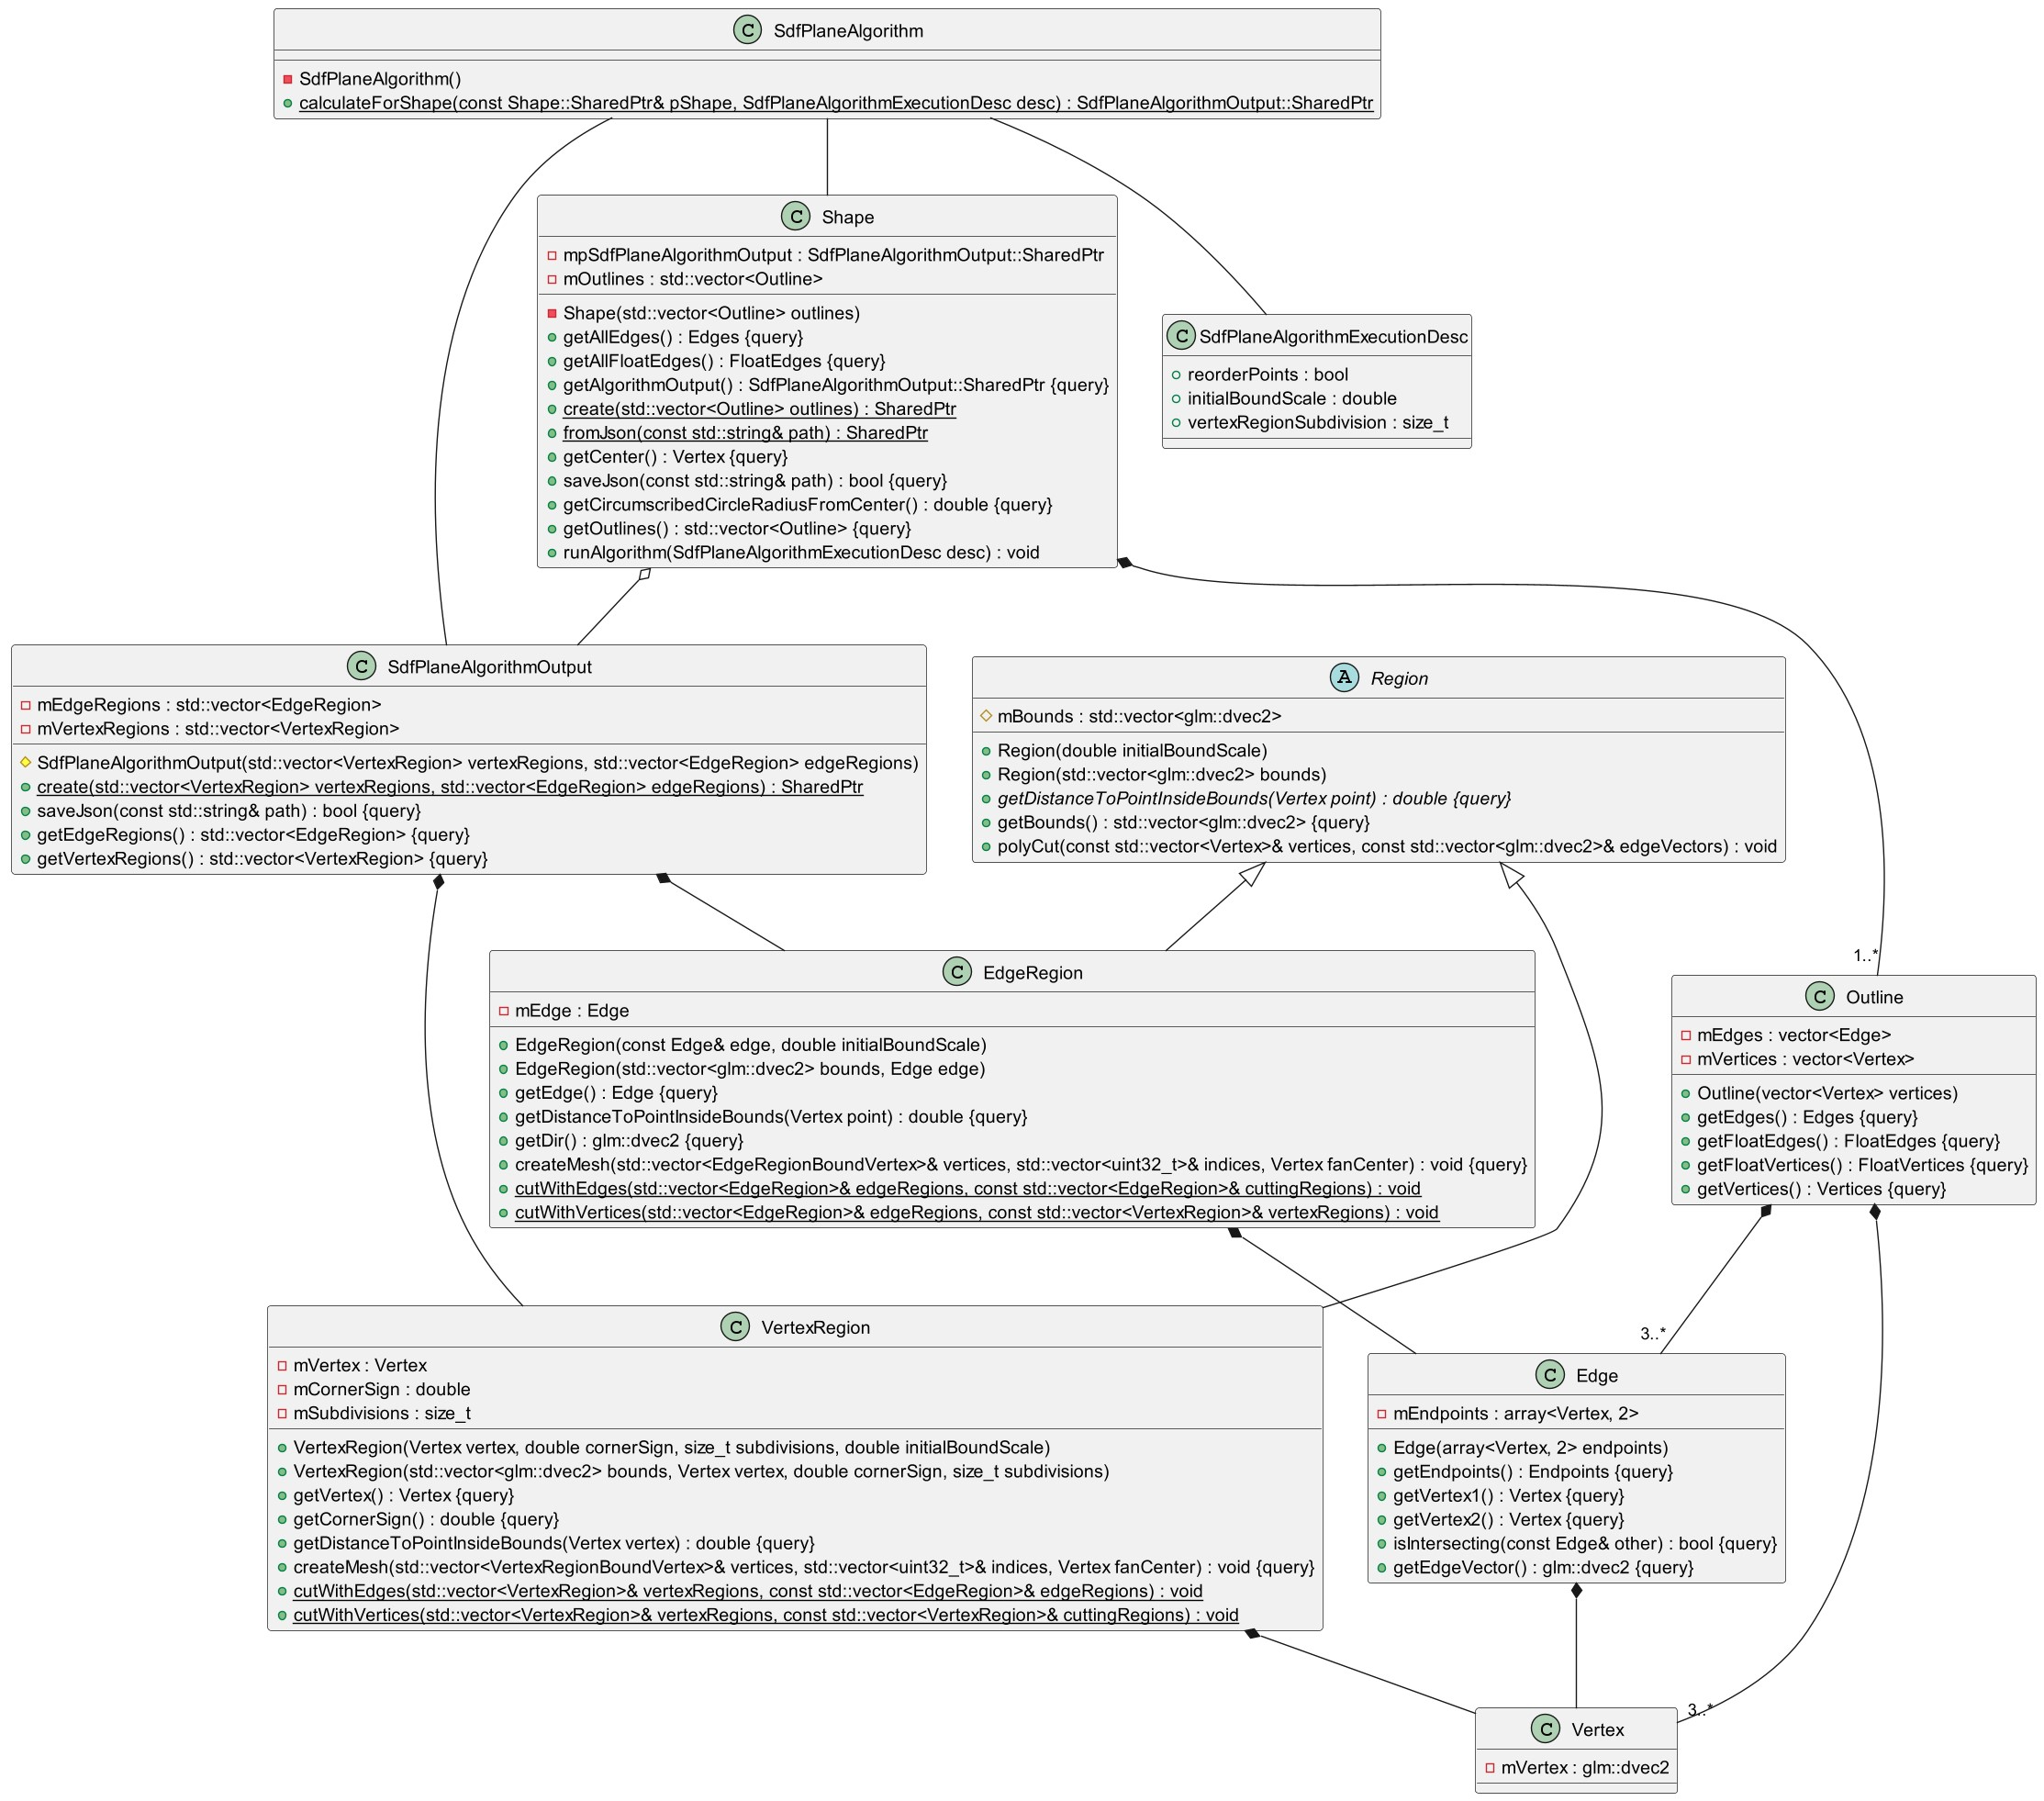 C SdfPlaneAlgorithm
SdfPlaneAlgorithm()
calculateForShape(const Shape::SharedPtr& pShape, SdfPlaneAlgorithmExecutionDesc desc) : SdfPlaneAlgorithmOutput::SharedPtr
C Shape
mpSdfPlaneAlgorithmOutput : SdfPlaneAlgorithmOutput::SharedPtr
mOutlines : std::vector<Outline>
Shape(std::vector<Outline> outlines)
getAllEdges() : Edges {query}
getAllFloatEdges() : FloatEdges {query}
getAlgorithmOutput() : SdfPlaneAlgorithmOutput::SharedPtr {query}
create(std::vector<Outline> outlines) : SharedPtr
fromJson(const std::string& path) : SharedPtr
getCenter() : Vertex {query}
saveJson(const std::string& path) : bool {query}
getCircumscribedCircleRadiusFromCenter() : double {query}
getOutlines() : std::vector<Outline> {query}
runAlgorithm(SdfPlaneAlgorithmExecutionDesc desc) : void
C SdfPlaneAlgorithmExecutionDesc
reorderPoints : bool
initialBoundScale : double
vertexRegionSubdivision : size_t
C SdfPlaneAlgorithmOutput
mEdgeRegions : std::vector<EdgeRegion>
mVertexRegions : std::vector<VertexRegion>
SdfPlaneAlgorithmOutput(std::vector<VertexRegion> vertexRegions, std::vector<EdgeRegion> edgeRegions)
create(std::vector<VertexRegion> vertexRegions, std::vector<EdgeRegion> edgeRegions) : SharedPtr
saveJson(const std::string& path) : bool {query}
getEdgeRegions() : std::vector<EdgeRegion> {query}
getVertexRegions() : std::vector<VertexRegion> {query}
A Region
mBounds : std::vector<glm::dvec2>
Region(double initialBoundScale)
Region(std::vector<glm::dvec2> bounds)
getDistanceToPointInsideBounds(Vertex point) : double {query}
getBounds() : std::vector<glm::dvec2> {query}
polyCut(const std::vector<Vertex>& vertices, const std::vector<glm::dvec2>& edgeVectors) : void
1..*
C EdgeRegion
mEdge : Edge
EdgeRegion(const Edge& edge, double initialBoundScale)
EdgeRegion(std::vector<glm::dvec2> bounds, Edge edge)
getEdge() : Edge {query}
getDistanceToPointInsideBounds(Vertex point) : double {query}
getDir() : glm::dvec2 {query}
createMesh(std::vector<EdgeRegionBoundVertex>& vertices, std::vector<uint32_t>& indices, Vertex fanCenter) : void {query}
cutWithEdges(std::vector<EdgeRegion>& edgeRegions, const std::vector<EdgeRegion>& cuttingRegions) : void
cutWithVertices(std::vector<EdgeRegion>& edgeRegions, const std::vector<VertexRegion>& vertexRegions) : void
C Outline
mEdges : vector<Edge>
mVertices : vector<Vertex>
Outline(vector<Vertex> vertices)
getEdges() : Edges {query}
getFloatEdges() : FloatEdges {query}
getFloatVertices() : FloatVertices {query}
getVertices() : Vertices {query}
3..*
C VertexRegion
mVertex : Vertex
mCornerSign : double
mSubdivisions : size_t
VertexRegion(Vertex vertex, double cornerSign, size_t subdivisions, double initialBoundScale)
VertexRegion(std::vector<glm::dvec2> bounds, Vertex vertex, double cornerSign, size_t subdivisions)
getVertex() : Vertex {query}
getCornerSign() : double {query}
getDistanceToPointInsideBounds(Vertex vertex) : double {query}
createMesh(std::vector<VertexRegionBoundVertex>& vertices, std::vector<uint32_t>& indices, Vertex fanCenter) : void {query}
cutWithEdges(std::vector<VertexRegion>& vertexRegions, const std::vector<EdgeRegion>& edgeRegions) : void
cutWithVertices(std::vector<VertexRegion>& vertexRegions, const std::vector<VertexRegion>& cuttingRegions) : void
C Edge
mEndpoints : array<Vertex, 2>
Edge(array<Vertex, 2> endpoints)
getEndpoints() : Endpoints {query}
getVertex1() : Vertex {query}
getVertex2() : Vertex {query}
isIntersecting(const Edge& other) : bool {query}
getEdgeVector() : glm::dvec2 {query}
3..*
C Vertex
mVertex : glm::dvec2